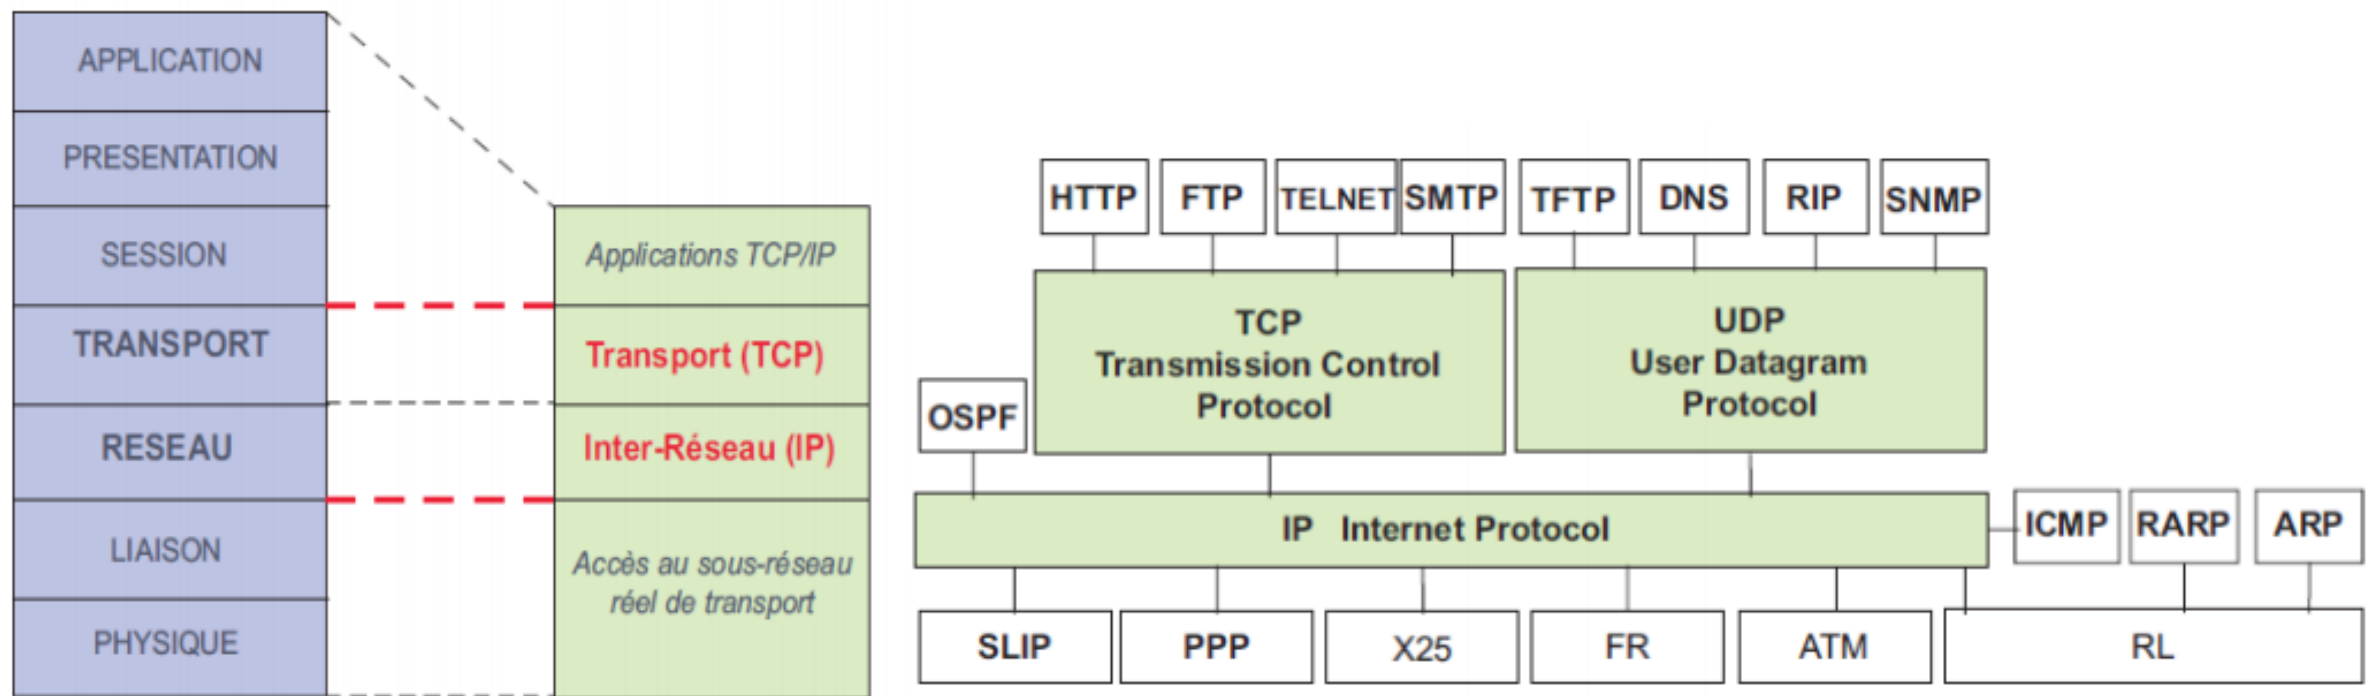 APPLICATION
PRESENTATION
SESSION
TRANSPORT
RESEAU
LIAISON
PHYSIQUE
Applications TCP/IP
Transport (TCP)
Inter-Réseau (IP)
Accès au sous-réseau
réel de transport
HTTP
FTP
TELNET
SMTP
TFTP
DNS
RIP
SNMP
TCP
Transmission Control
Protocol
UDP
User Datagram
Protocol
OSPF
IP Internet Protocol
ICMP
RARP
ARP
SLIP
PPP
X25
FR
ATM
RL